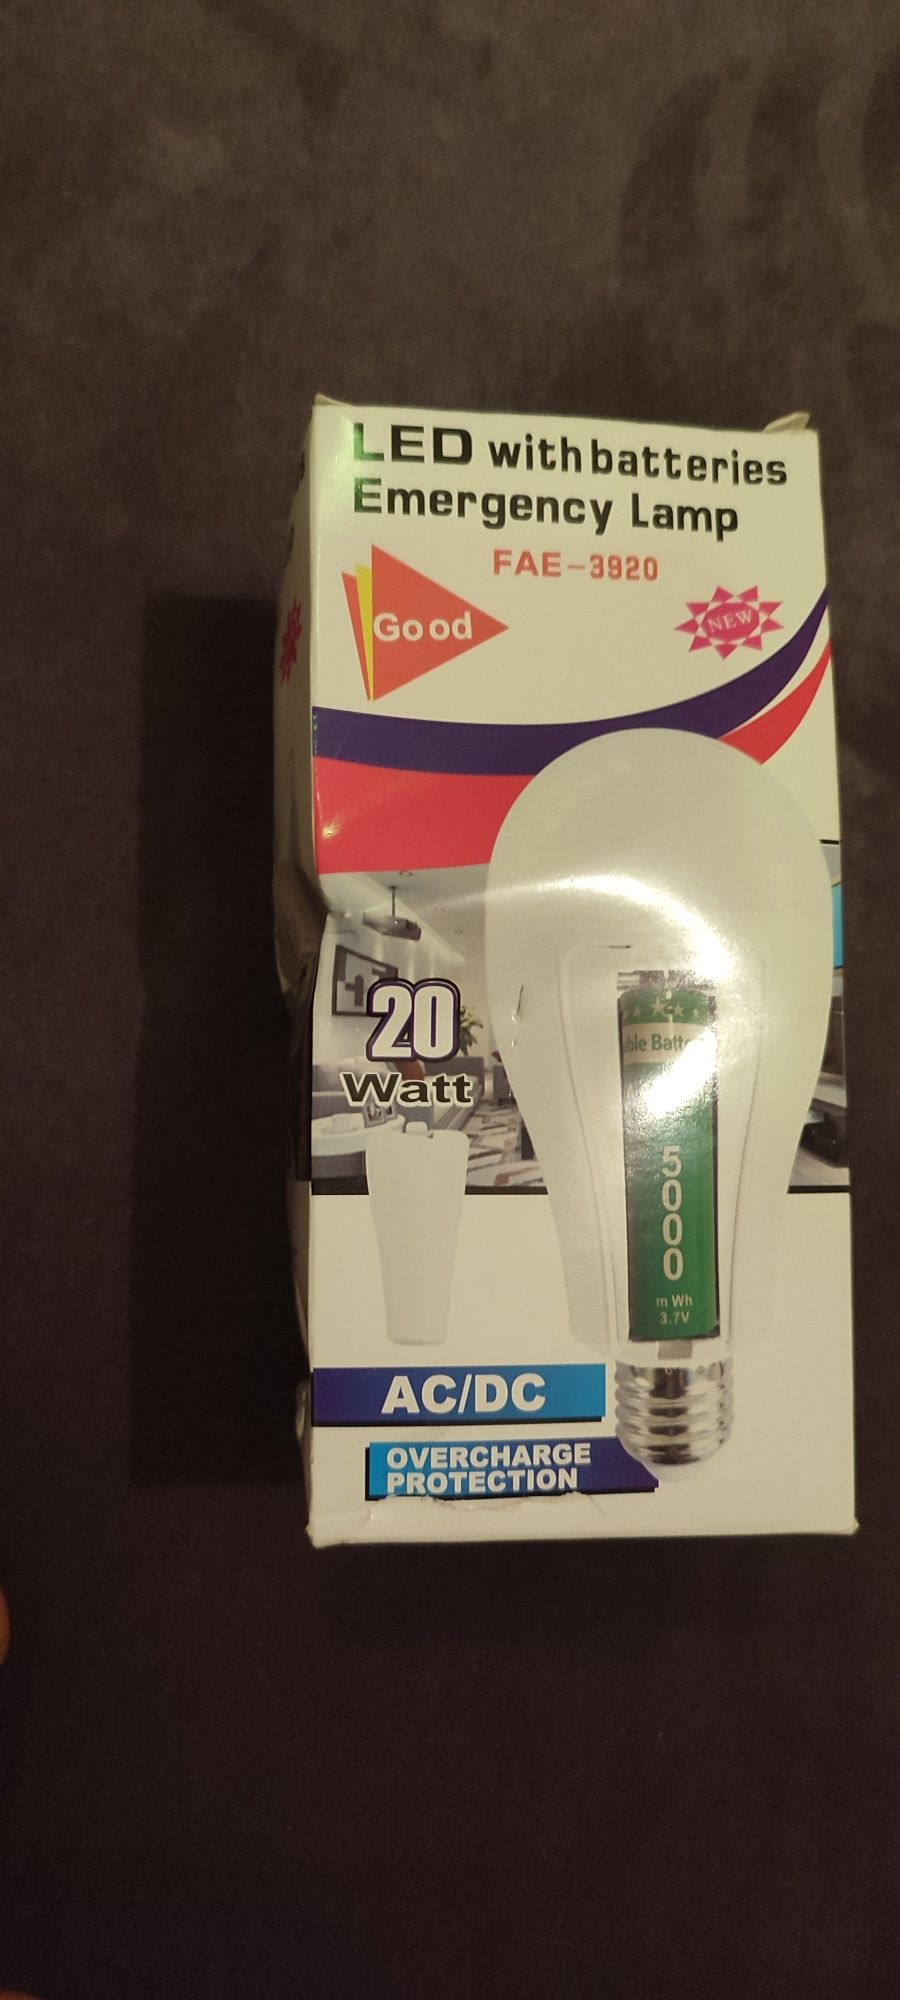 LED with batteries
Emergency Lamp
FAE-3920
Good
NEW
20
Watt
5000
m Wh
3.7V
AC/DC
OVERCHARGE
PROTECTION